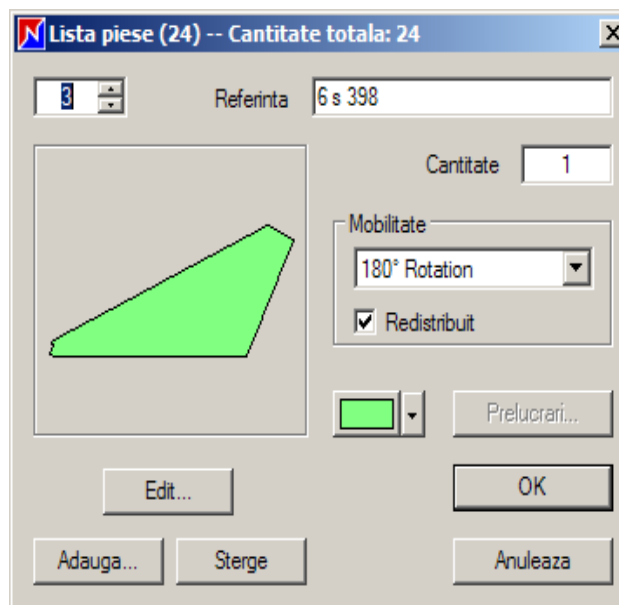 Lista piese (24) -- Cantitate totala: 24
3
Referinta
6 s 398
Cantitate
1
Mobilitate
180° Rotation
Redistribuit
Prelucrari...
Edit...
OK
Adauga...
Sterge
Anuleaza